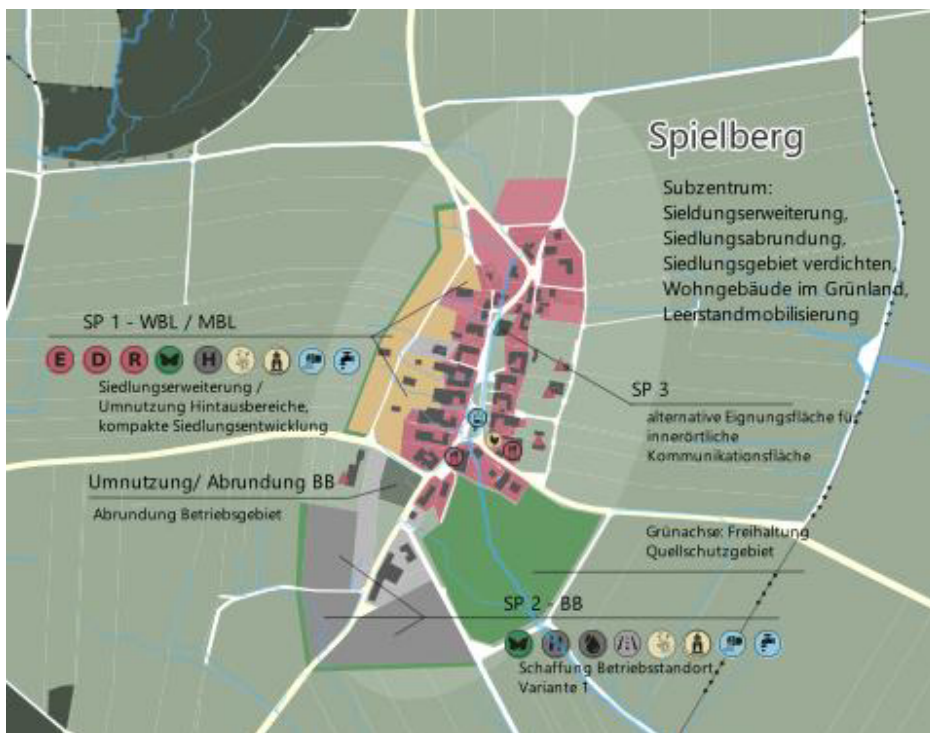 Spielberg
Subzentrum:
Sieldungserweiterung,
Siedlungsabrundung,
Siedlungsgebiet verdichten,
Wohngebäude im Grünland,
Leerstandmobilisierung
SP 1 - WBL / MBL
E D R H
Siedlungserweiterung /
Umnutzung Hintausbereiche,
kompakte Siedlungsentwicklung
SP 3
alternative Eignungsfläche für
innerörtliche
Kommunikationsfläche
Umnutzung/ Abrundung BB
Abrundung Betriebsgebiet
Grünachse: Freihaltung
Quellschutzgebiet
SP 2 - BB
Schaffung Betriebsstandort,
Variante 1